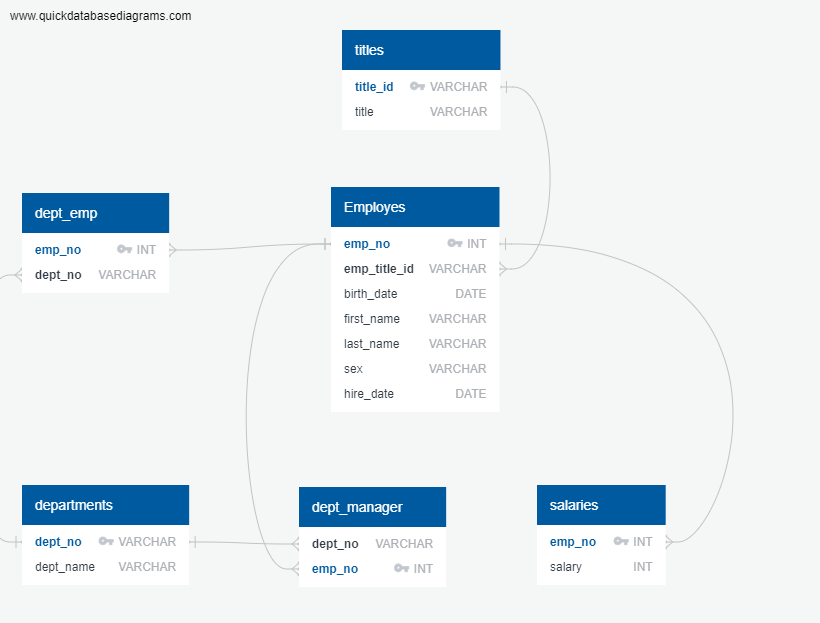 www.quickdatabasediagrams.com
titles
title_id VARCHAR
title VARCHAR
dept_emp
emp_no INT
dept_no VARCHAR
Employes
emp_no INT
emp_title_id VARCHAR
birth_date DATE
first_name VARCHAR
last_name VARCHAR
sex VARCHAR
hire_date DATE
departments
dept_no VARCHAR
dept_name VARCHAR
dept_manager
dept_no VARCHAR
emp_no INT
salaries
emp_no INT
salary INT